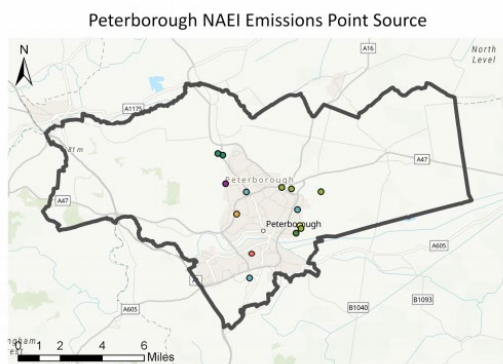 Peterborough NAEI Emissions Point Source
N
A16
North
Level
A1175
81 m
A47
Peterborough
A47
Peterborough
A605
A605
B1040
B1093
0 1 2 4 6
Miles